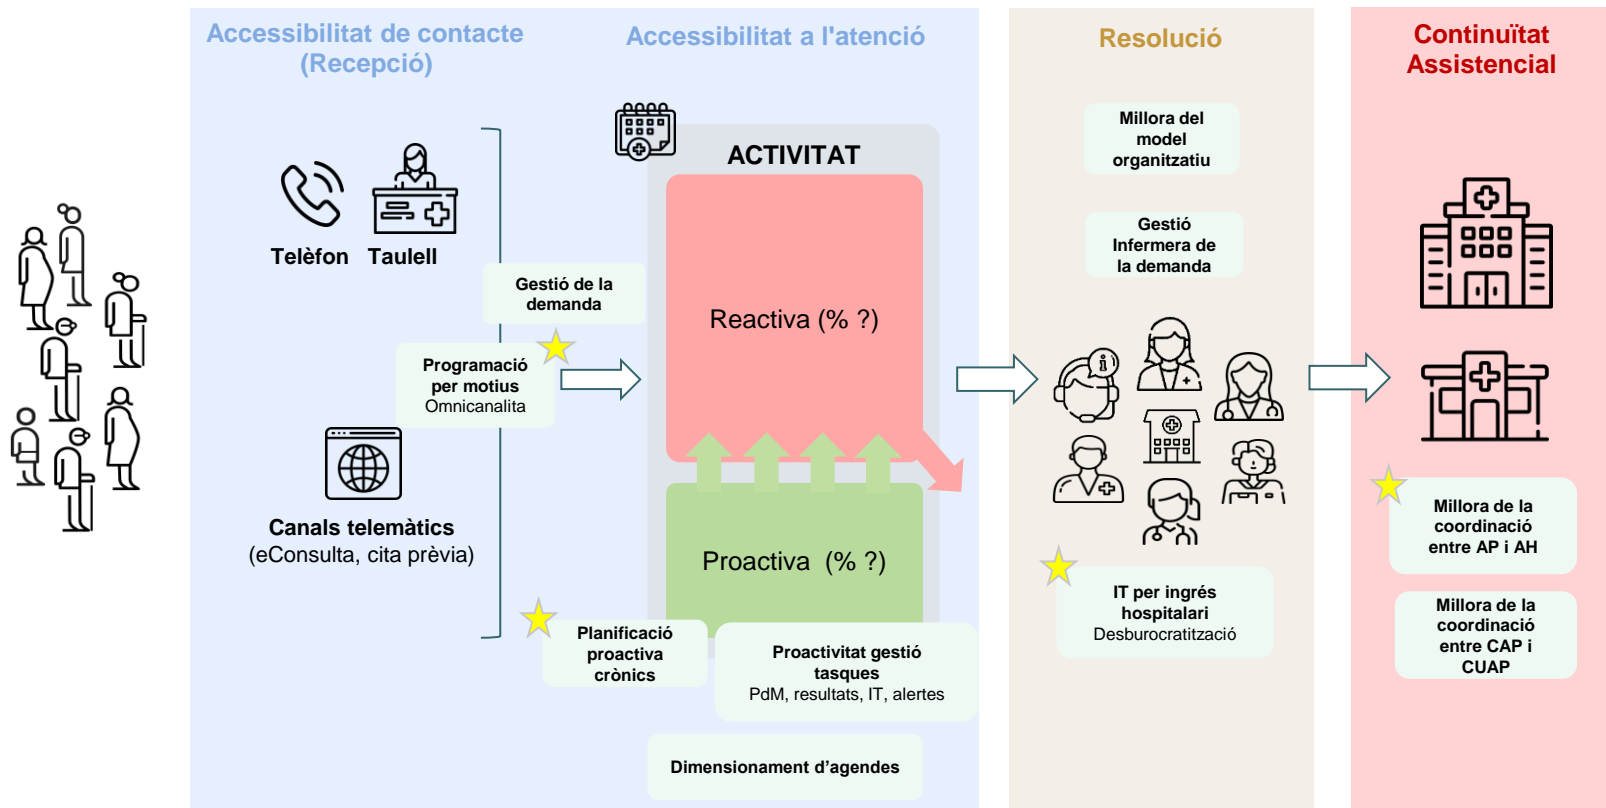 Accessibilitat de contacte
(Recepció)
Accessibilitat a l'atenció
Resolució
Continuïtat
Assistencial
Telèfon
Taulell
Gestió de la
demanda
Programació
per motius
Omnicanalita
Canals telemàtics
(eConsulta, cita prèvia)
ACTIVITAT
Reactiva (% ?)
Proactiva (% ?)
Planificació
proactiva
crònics
Proactivitat gestió
tasques
PdM, resultats, IT, alertes
Dimensionament d’agendes
Millora del
model
organitzatiu
Gestió
Infermera de
la demanda
i
IT per ingrés
hospitalari
Desburocratització
Millora de la
coordinació
entre AP i AH
Millora de la
coordinació
entre CAP i
CUAP